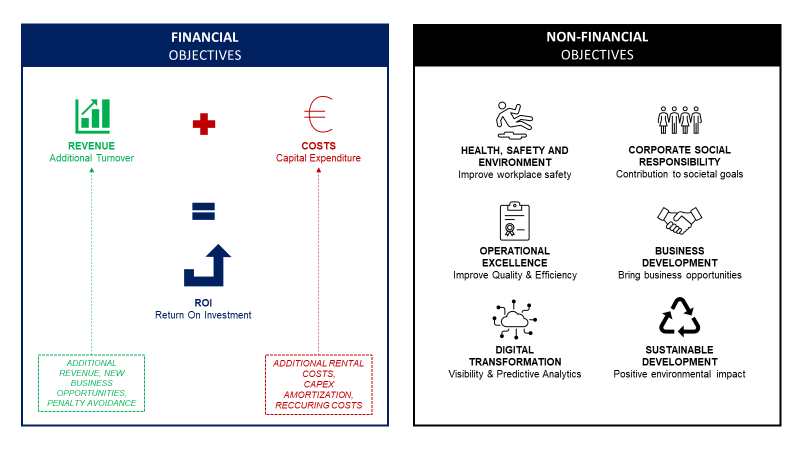 FINANCIAL
OBJECTIVES
REVENUE
Additional Turnover
COSTS
Capital Expenditure
ROI
Return On Investment
ADDITIONAL
REVENUE, NEW
BUSINESS
OPPORTUNITIES,
PENALTY AVOIDANCE
ADDITIONAL RENTAL
COSTS,
CAPEX
AMORTIZATION,
RECCURING COSTS
NON-FINANCIAL
OBJECTIVES
HEALTH, SAFETY AND
ENVIRONMENT
Improve workplace safety
CORPORATE SOCIAL
RESPONSIBILITY
Contribution to societal goals
OPERATIONAL
EXCELLENCE
Improve Quality & Efficiency
BUSINESS
DEVELOPMENT
Bring business opportunities
DIGITAL
TRANSFORMATION
Visibility & Predictive Analytics
SUSTAINABLE
DEVELOPMENT
Positive environmental impact